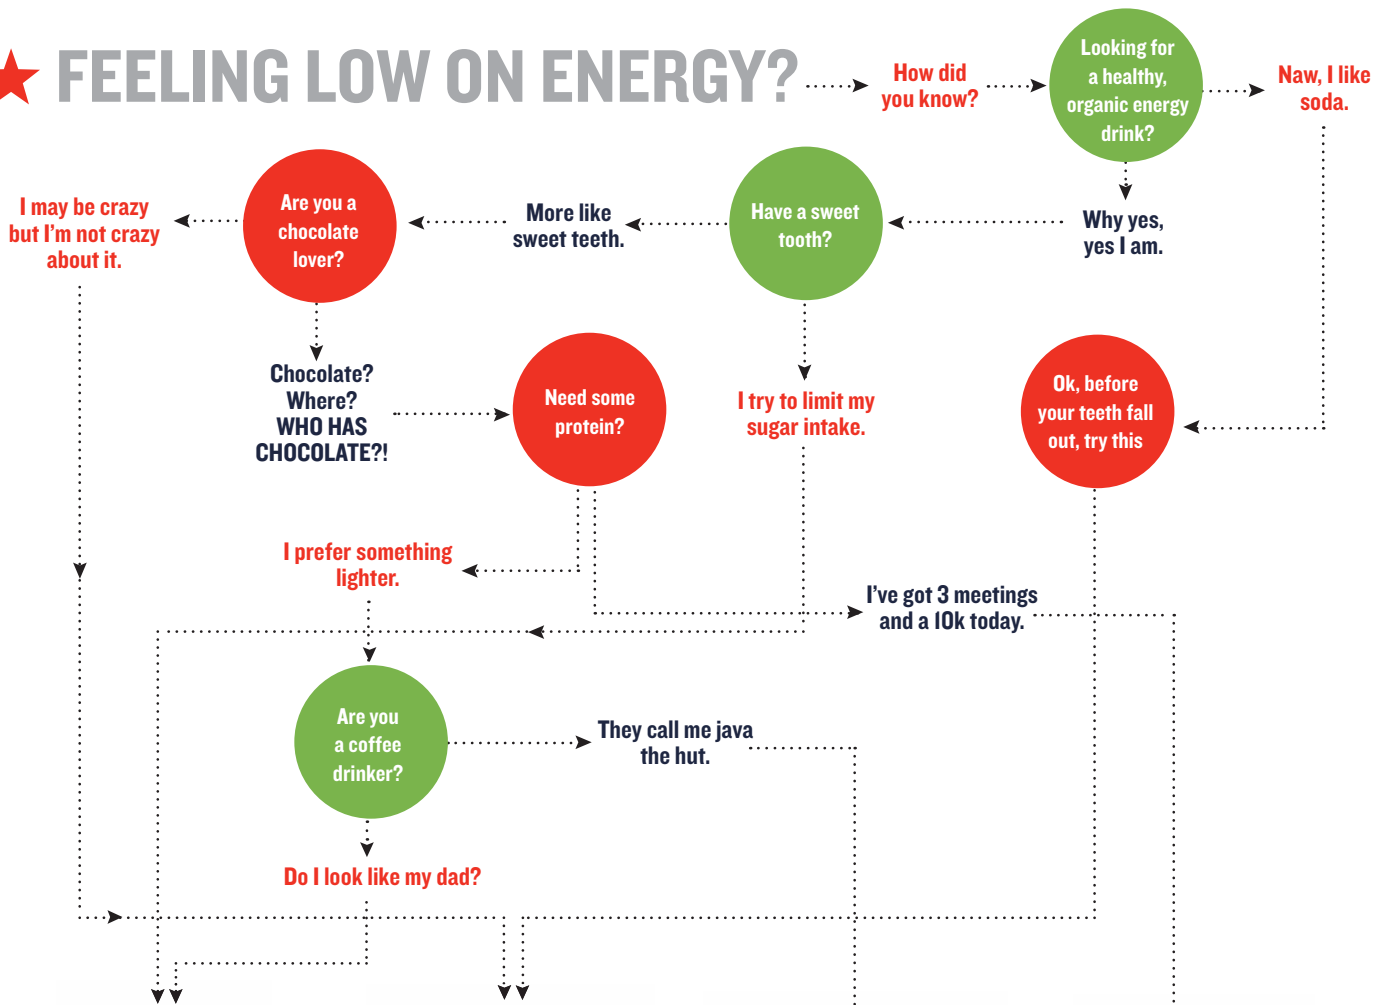 FEELING LOW ON ENERGY?
How did
you know?
Looking for
a healthy,
organic energy
drink?
Naw, I like
soda.
Why yes,
yes I am.
Have a sweet
tooth?
More like
sweet teeth.
Are you a
chocolate
lover?
I may be crazy
but I'm not crazy
about it.
Chocolate?
Where?
WHO HAS
CHOCOLATE?!
Need some
protein?
I try to limit my
sugar intake.
Ok, before
your teeth fall
out, try this
I prefer something
lighter.
I've got 3 meetings
and a 10k today.
Are you
a coffee
drinker?
They call me java
the hut.
Do I look like my dad?